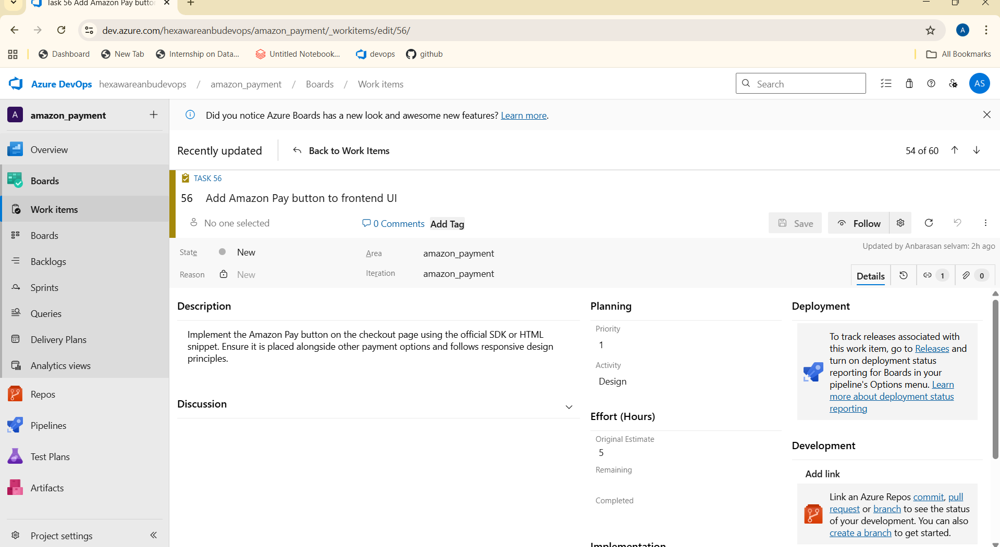 Task 56 Add Amazon Pay button
dev.azure.com/hexawareanbudevops/amazon_payment/_workitems/edit/56/
A
Dashboard
New Tab
Internship on Data...
Untitled Notebook...
devops
github
All Bookmarks
Azure DevOps
hexawareanbudevops / amazon_payment / Boards / Work items
Search
AS
A
amazon_payment
Did you notice Azure Boards has a new look and awesome new features? Learn more.
Overview
Boards
Work items
Boards
Backlogs
Sprints
Queries
Delivery Plans
Analytics views
Repos
Pipelines
Test Plans
Artifacts
Project settings
Recently updated
Back to Work Items
54 of 60
TASK 56
56 Add Amazon Pay button to frontend UI
No one selected
0 Comments
Add Tag
Save
Follow
Updated by Anbarasan selvam: 2h ago
State
New
Area
amazon_payment
Reason
New
Iteration
amazon_payment
Details
1
0
Description
Implement the Amazon Pay button on the checkout page using the official SDK or HTML
snippet. Ensure it is placed alongside other payment options and follows responsive design
principles.
Discussion
Planning
Priority
1
Activity
Design
Effort (Hours)
Original Estimate
5
Remaining
Completed
Implementation
Deployment
To track releases associated with
this work item, go to Releases and
turn on deployment status
reporting for Boards in your
pipeline's Options menu. Learn
more about deployment status
reporting
Development
Add link
Link an Azure Repos commit, pull
request or branch to see the status
of your development. You can also
create a branch to get started.